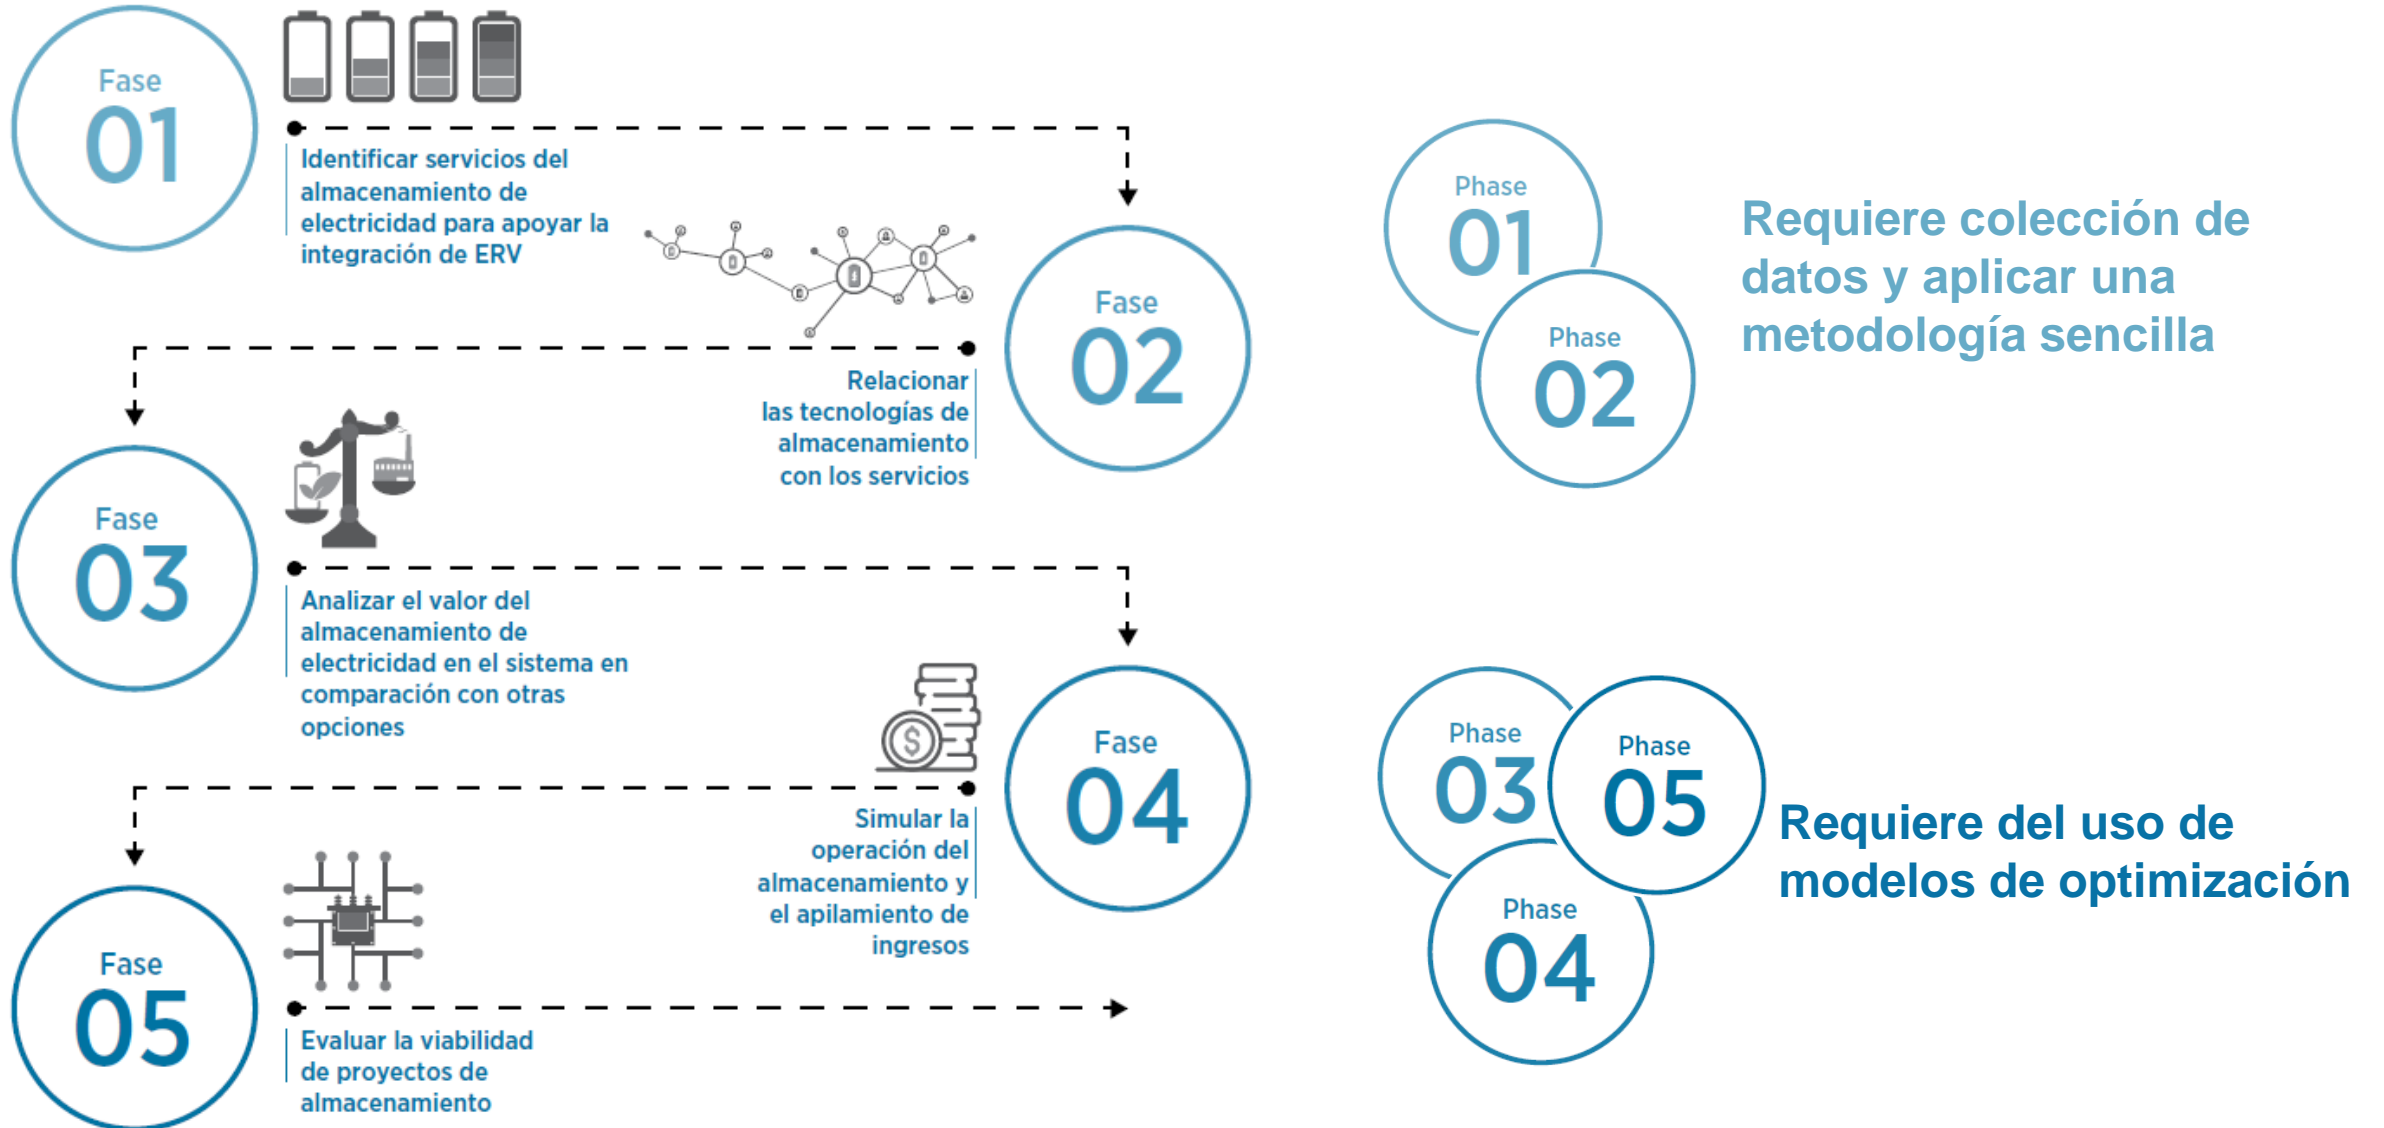 Fase
01
Identificar servicios del
almacenamiento de
electricidad para apoyar la
integración de ERV
Fase
02
Relacionar
las tecnologías de
almacenamiento
con los servicios
Fase
03
Analizar el valor del
almacenamiento de
electricidad en el sistema en
comparación con otras
opciones
$
Fase
04
Simular la
operación del
almacenamiento y
el apilamiento de
ingresos
Fase
05
Evaluar la viabilidad
de proyectos de
almacenamiento
Phase
01
Phase
02
Requiere colección de
datos y aplicar una
metodología sencilla
Phase
03
Phase
05
Phase
04
Requiere del uso de
modelos de optimización